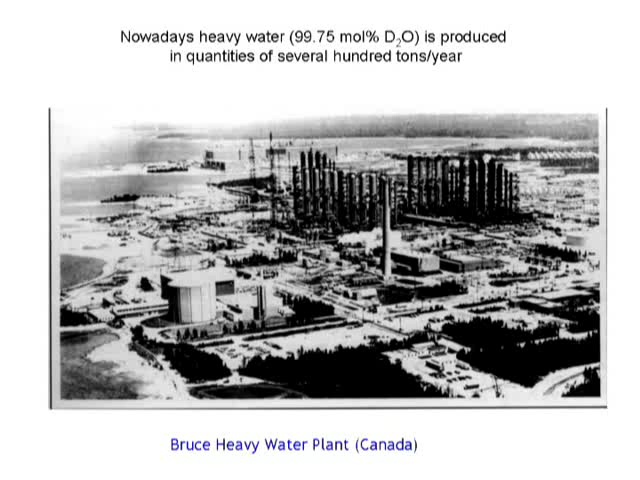 Nowadays heavy water (99.75 mol% D₂O) is produced
in quantities of several hundred tons/year
Bruce Heavy Water Plant (Canada)